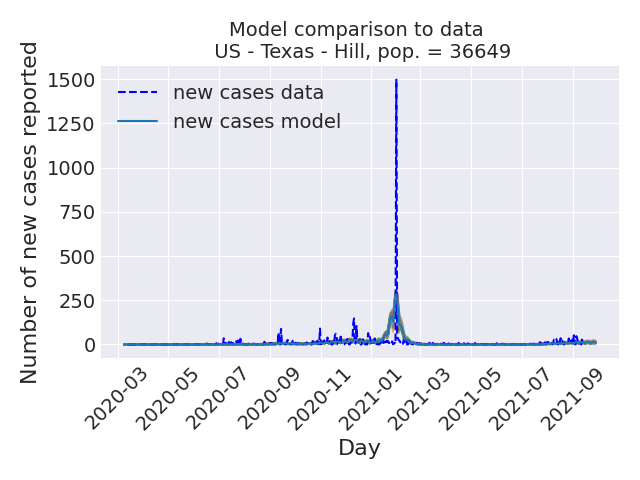 Model comparison to data
US - Texas - Hill, pop. = 36649
Number of new cases reported
1500
1250
1000
750
500
250
0
new cases data
new cases model
2020-03
2020-05
2020-07
2020-09
2020-11
2021-01
2021-03
2021-05
2021-07
2021-09
Day